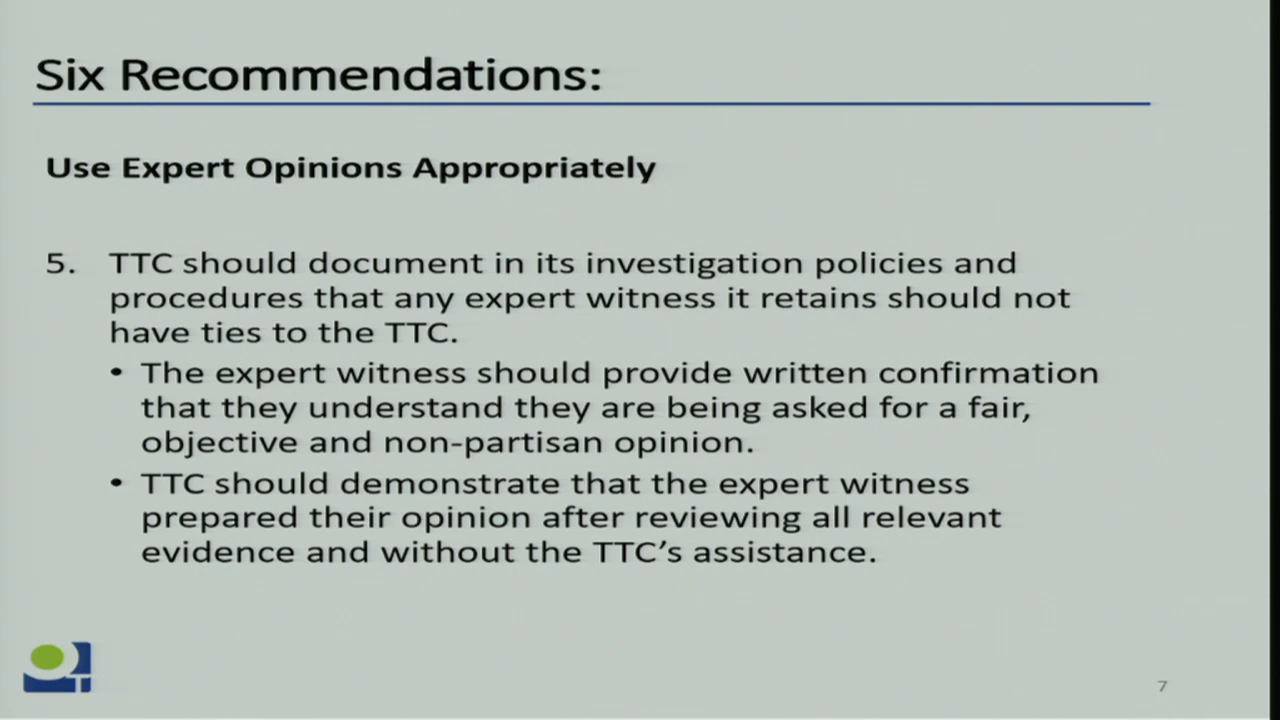 Six Recommendations:
Use Expert Opinions Appropriately
5. TTC should document in its investigation policies and
procedures that any expert witness it retains should not
have ties to the TTC.
• The expert witness should provide written confirmation
that they understand they are being asked for a fair,
objective and non-partisan opinion.
• TTC should demonstrate that the expert witness
prepared their opinion after reviewing all relevant
evidence and without the TTC’s assistance.
7